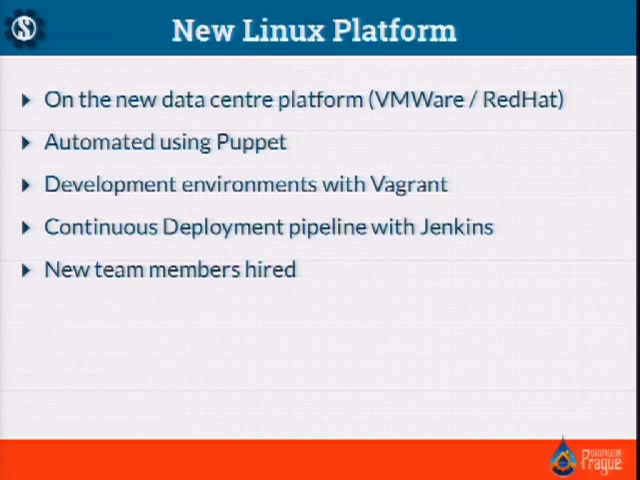 New Linux Platform
On the new data centre platform (VMWare / RedHat)
Automated using Puppet
Development environments with Vagrant
Continuous Deployment pipeline with Jenkins
New team members hired
Prague